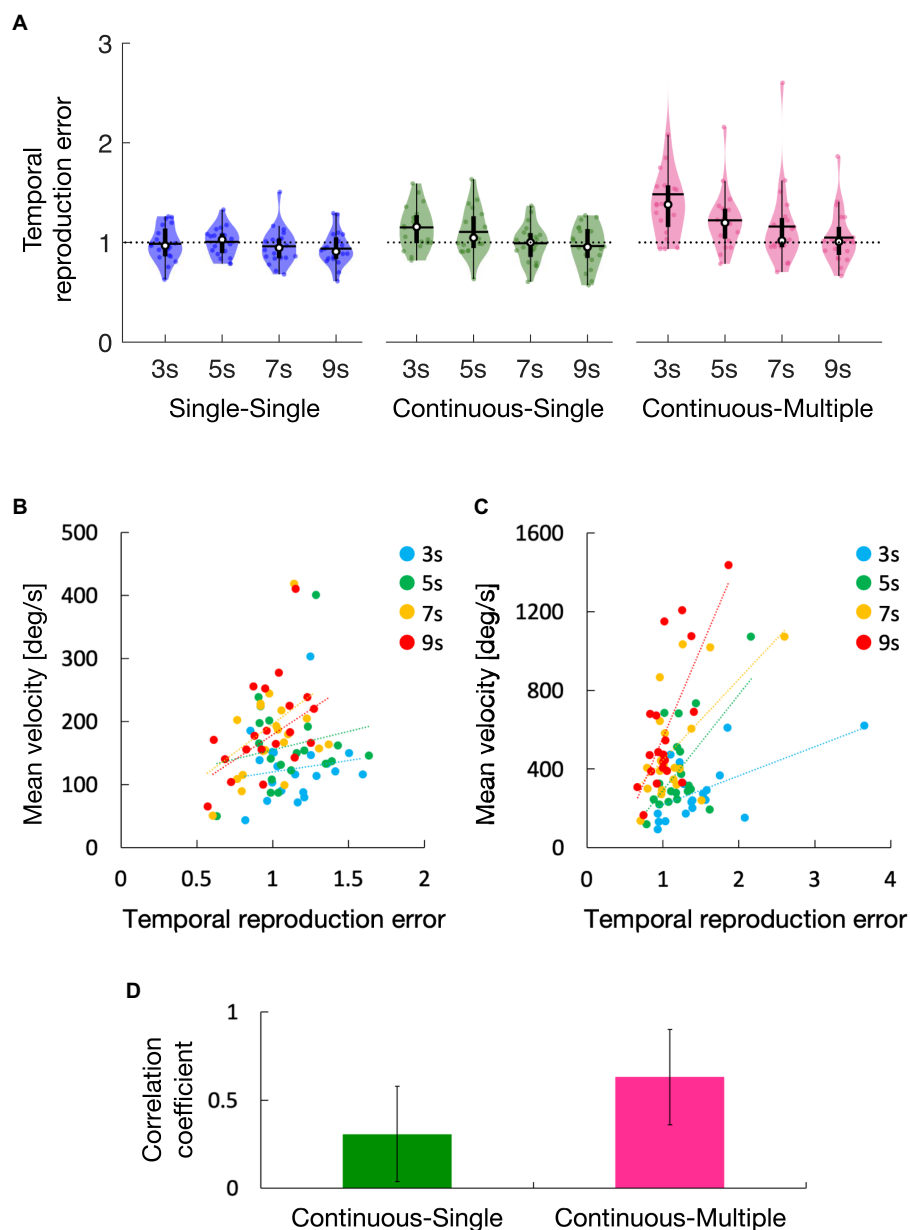 A
3
2
1
0
Temporal
reproduction error
3s 5s 7s 9s
Single-Single
3s 5s 7s 9s
Continuous-Single
3s 5s 7s 9s
Continuous-Multiple
B
500
400
300
200
100
0
Mean velocity [deg/s]
3s
5s
7s
9s
0 0.5 1 1.5 2
Temporal reproduction error
C
1600
1200
800
400
0
Mean velocity [deg/s]
3s
5s
7s
9s
0 1 2 3 4
Temporal reproduction error
D
1
0.5
0
Correlation
coefficient
Continuous-Single
Continuous-Multiple